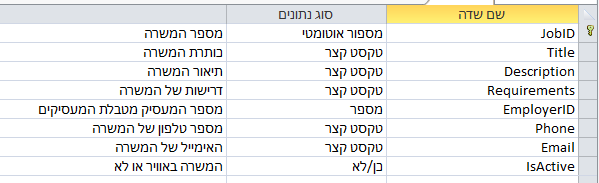 שם שדה סוג נתונים
JobID מספור אוטומטי מספר המשרה
Title טקסט קצר כותרת המשרה
Description טקסט קצר תיאור המשרה
Requirements טקסט קצר דרישות של המשרה
EmployerID מספר מספר המעסיק מטבלת המעסיקים
Phone טקסט קצר מספר טלפון של המשרה
Email טקסט קצר האימייל של המשרה
IsActive כן/לא המשרה באוויר או לא